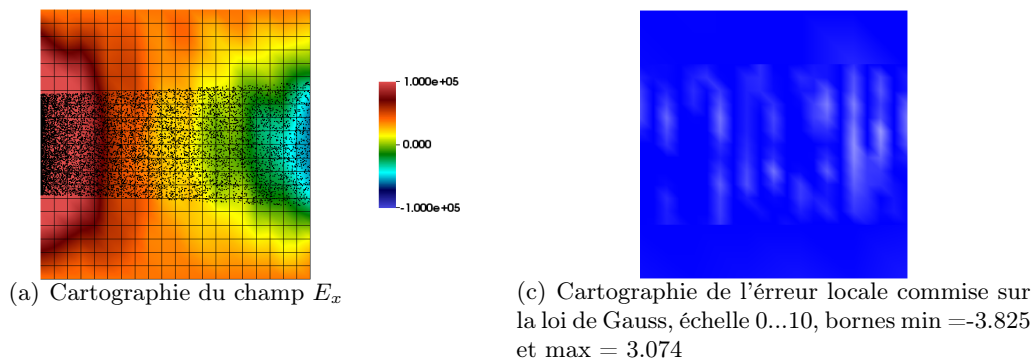 1.000e+05
0.000
-1.000e+05
(a) Cartographie du champ E_x
(c) Cartographie de l'érreur locale commise sur
la loi de Gauss, échelle 0...10, bornes min =-3.825
et max = 3.074